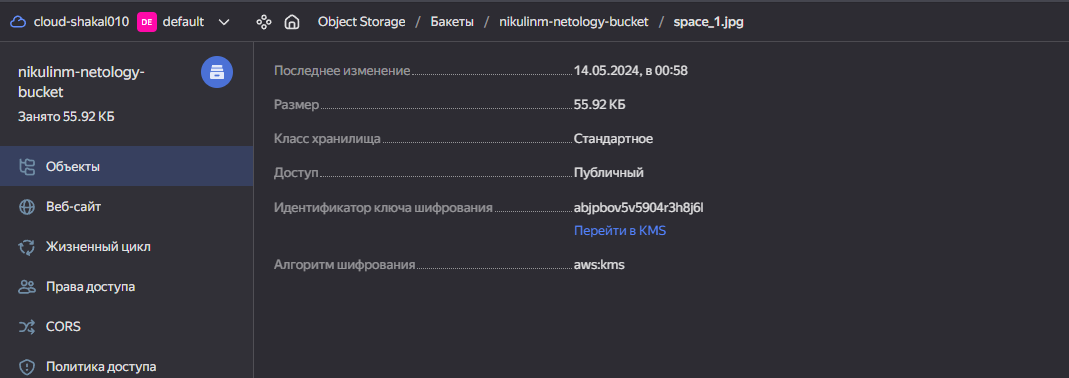 cloud-shakal010 DE default Object Storage / Бакеты / nikulinm-netology-bucket / space_1.jpg
nikulinm-netology-
bucket
Занято 55.92 КБ
Объекты
Веб-сайт
Жизненный цикл
Права доступа
CORS
Политика доступа
Последнее изменение 14.05.2024, в 00:58
Размер 55.92 КБ
Класс хранилища Стандартное
Доступ Публичный
Идентификатор ключа шифрования abjpbov5v5904r3h8j6l
Перейти в KMS
Алгоритм шифрования aws:kms